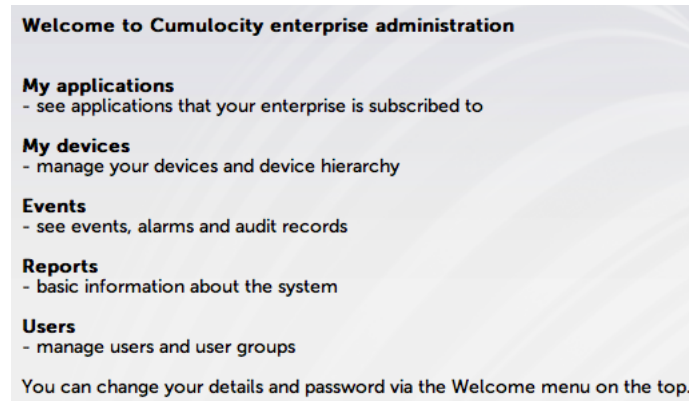 Welcome to Cumulocity enterprise administration
My applications
- see applications that your enterprise is subscribed to
My devices
- manage your devices and device hierarchy
Events
- see events, alarms and audit records
Reports
- basic information about the system
Users
- manage users and user groups
You can change your details and password via the Welcome menu on the top.